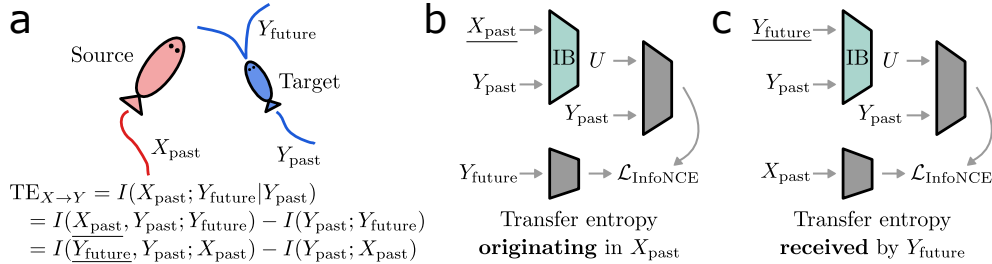 a
Source
Y_future
Target
X_past
Y_past
TE_{X→Y} = I(X_past; Y_future|Y_past)
= I(X_past, Y_past; Y_future) − I(Y_past; Y_future)
= I(Y_future, Y_past; X_past) − I(Y_past; X_past)
b
X_past
IB
U
Y_past
Y_past
Y_future
ℒ_InfoNCE
Transfer entropy
originating in X_past
c
Y_future
IB
U
Y_past
Y_past
X_past
ℒ_InfoNCE
Transfer entropy
received by Y_future